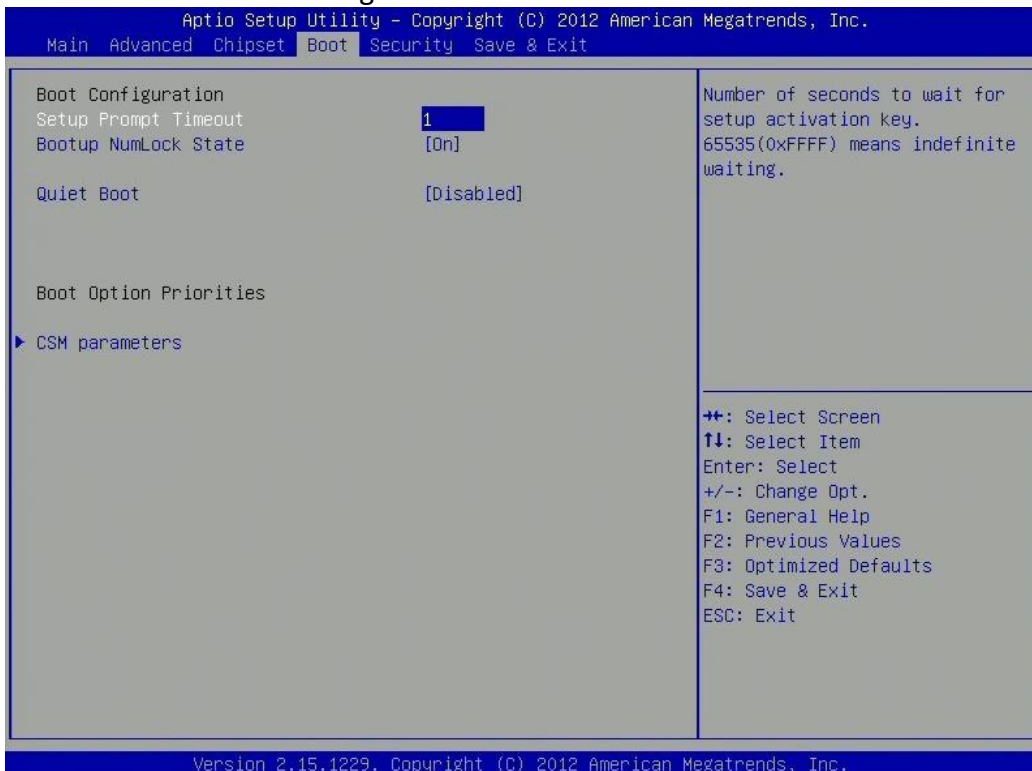 Aptio Setup Utility – Copyright (C) 2012 American Megatrends, Inc.
Main Advanced Chipset Boot Security Save & Exit
Boot Configuration
Setup Prompt Timeout 1
Bootup NumLock State [On]
Quiet Boot [Disabled]
Boot Option Priorities
CSM parameters
Number of seconds to wait for
setup activation key.
65535(0xFFFF) means indefinite
waiting.
→←: Select Screen
↑↓: Select Item
Enter: Select
+/-: Change Opt.
F1: General Help
F2: Previous Values
F3: Optimized Defaults
F4: Save & Exit
ESC: Exit
Version 2.15.1229. Copyright (C) 2012 American Megatrends, Inc.